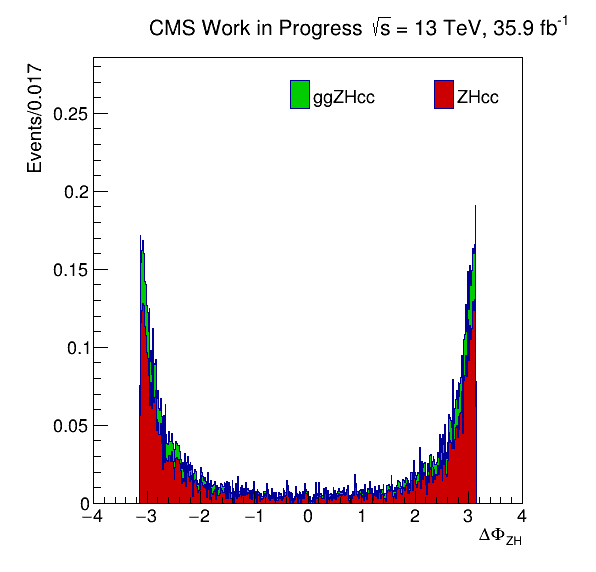 CMS Work in Progress √s = 13 TeV, 35.9 fb⁻¹
Events/0.017
ggZHcc ZHcc
0.25
0.2
0.15
0.1
0.05
0
−4 −3 −2 −1 0 1 2 3 4
ΔΦ_ZH